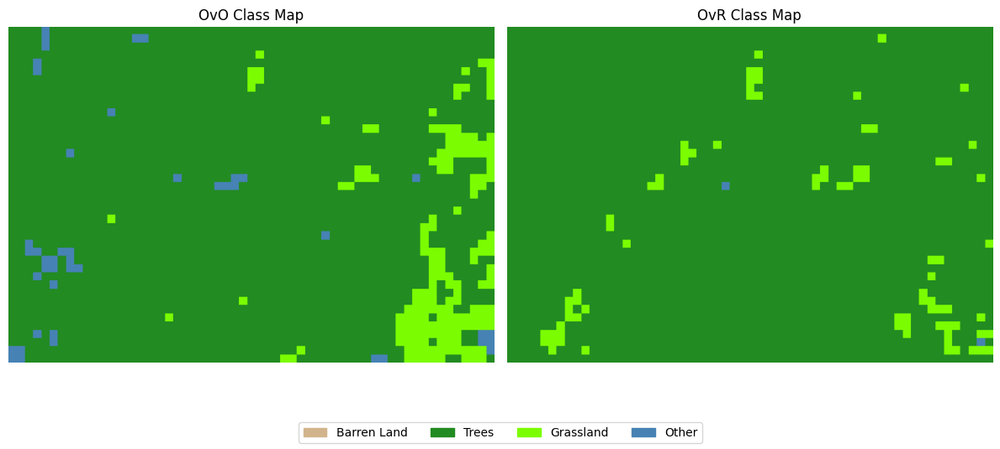 OvO Class Map
OvR Class Map
Barren Land
Trees
Grassland
Other